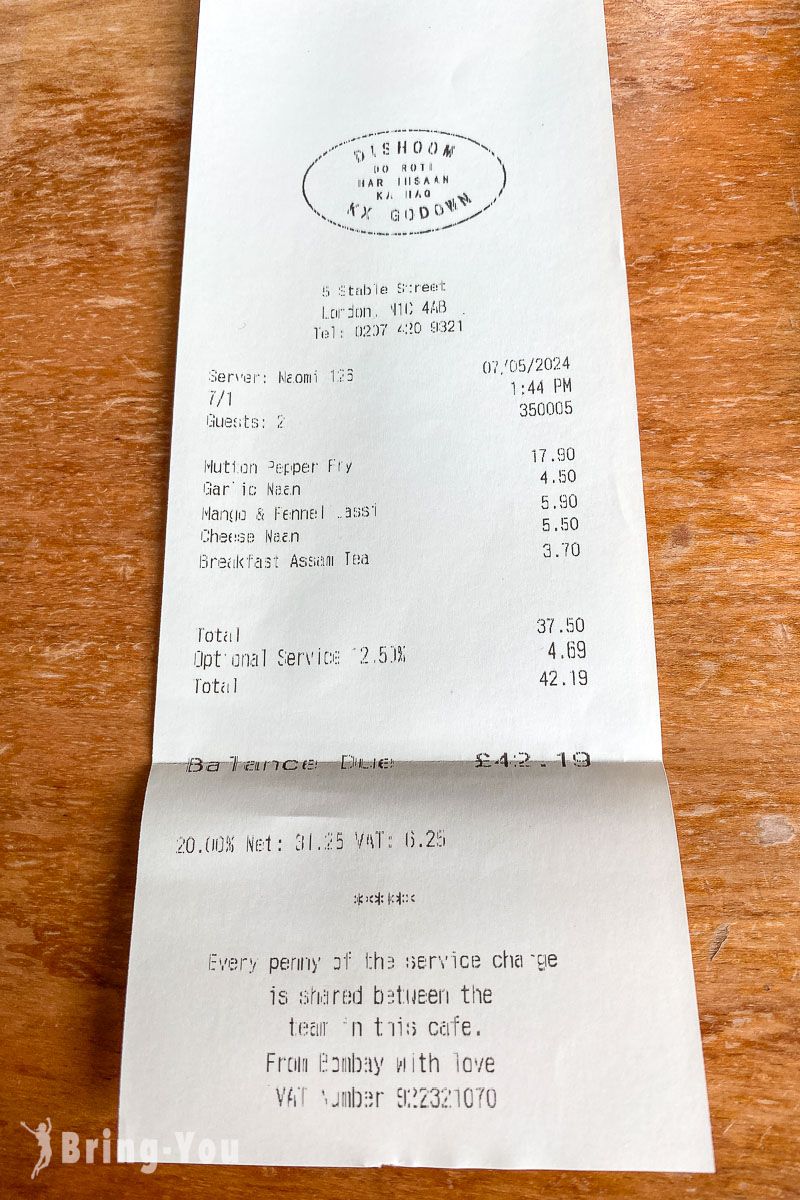 DISHOOM
DO ROTI
HAR INSAAN
KA HAQ
KX GODOWN
5 Stable Street
London, N1C 4AB
Tel: 0207 420 9321
Server: Naomi 126 07/05/2024
7/1 1:44 PM
Guests: 2 350005
Mutton Pepper Fry 17.90
Garlic Naan 4.50
Mango & Fennel Lassi 5.90
Cheese Naan 5.50
Breakfast Assam Tea 3.70
Total 37.50
Optional Service 12.50% 4.69
Total 42.19
Balance Due £42.19
20.00% Net: 31.25 VAT: 6.25
*****
Every penny of the service charge
is shared between the
team in this cafe.
From Bombay with love
VAT Number 922321070
Bring-You